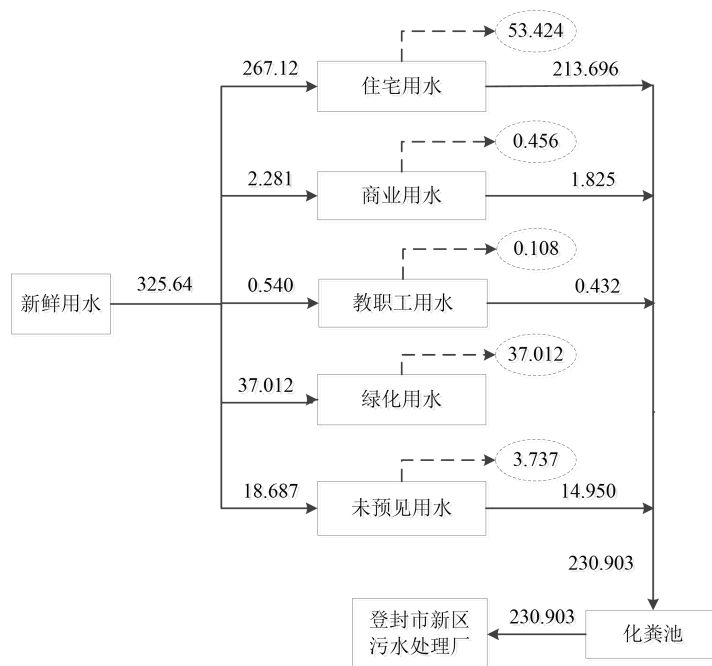 53.424
267.12
住宅用水
213.696
0.456
2.281
商业用水
1.825
0.108
新鲜用水
325.64
0.540
教职工用水
0.432
37.012
37.012
绿化用水
3.737
18.687
未预见用水
14.950
230.903
登封市新区
污水处理厂
230.903
化粪池